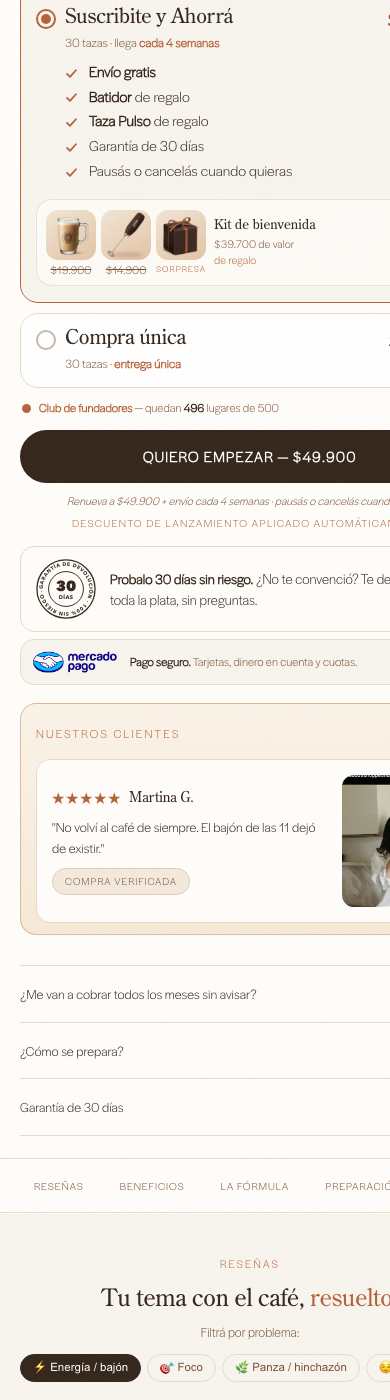 Suscribite y Ahorrá
30 tazas · llega cada 4 semanas
Envío gratis
Batidor de regalo
Taza Pulso de regalo
Garantía de 30 días
Pausás o cancelás cuando quieras
Kit de bienvenida
$39.700 de valor
de regalo
$19.900 $14.900 SORPRESA
Compra única
30 tazas · entrega única
Club de fundadores — quedan 496 lugares de 500
QUIERO EMPEZAR — $49.900
Renueva a $49.900 + envío cada 4 semanas · pausás o cancelás
DESCUENTO DE LANZAMIENTO APLICADO
GARANTÍA DE DEVOLUCIÓN · 100% SIN RIESGO ·
30
DÍAS
Probalo 30 días sin riesgo. ¿No te convenció? Te
toda la plata, sin preguntas.
mercado
pago
Pago seguro. Tarjetas, dinero en cuenta y cuotas.
NUESTROS CLIENTES
★★★★★ Martina G.
"No volví al café de siempre. El bajón de las 11 dejó
de existir."
COMPRA VERIFICADA
¿Me van a cobrar todos los meses sin avisar?
¿Cómo se prepara?
Garantía de 30 días
RESEÑAS BENEFICIOS LA FÓRMULA
RESEÑAS
Tu tema con el café, resuelto
Filtrá por problema:
⚡ Energía / bajón 🎯 Foco 🌿 Panza / hinchazón